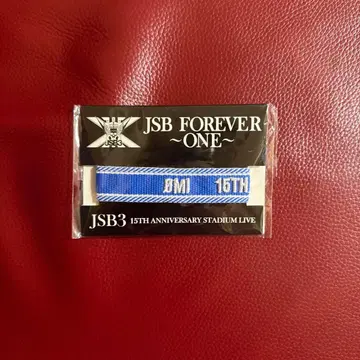 JSB FOREVER
~ONE~
ØMI 15TH
JSB3 15TH ANNIVERSARY STADIUM LIVE